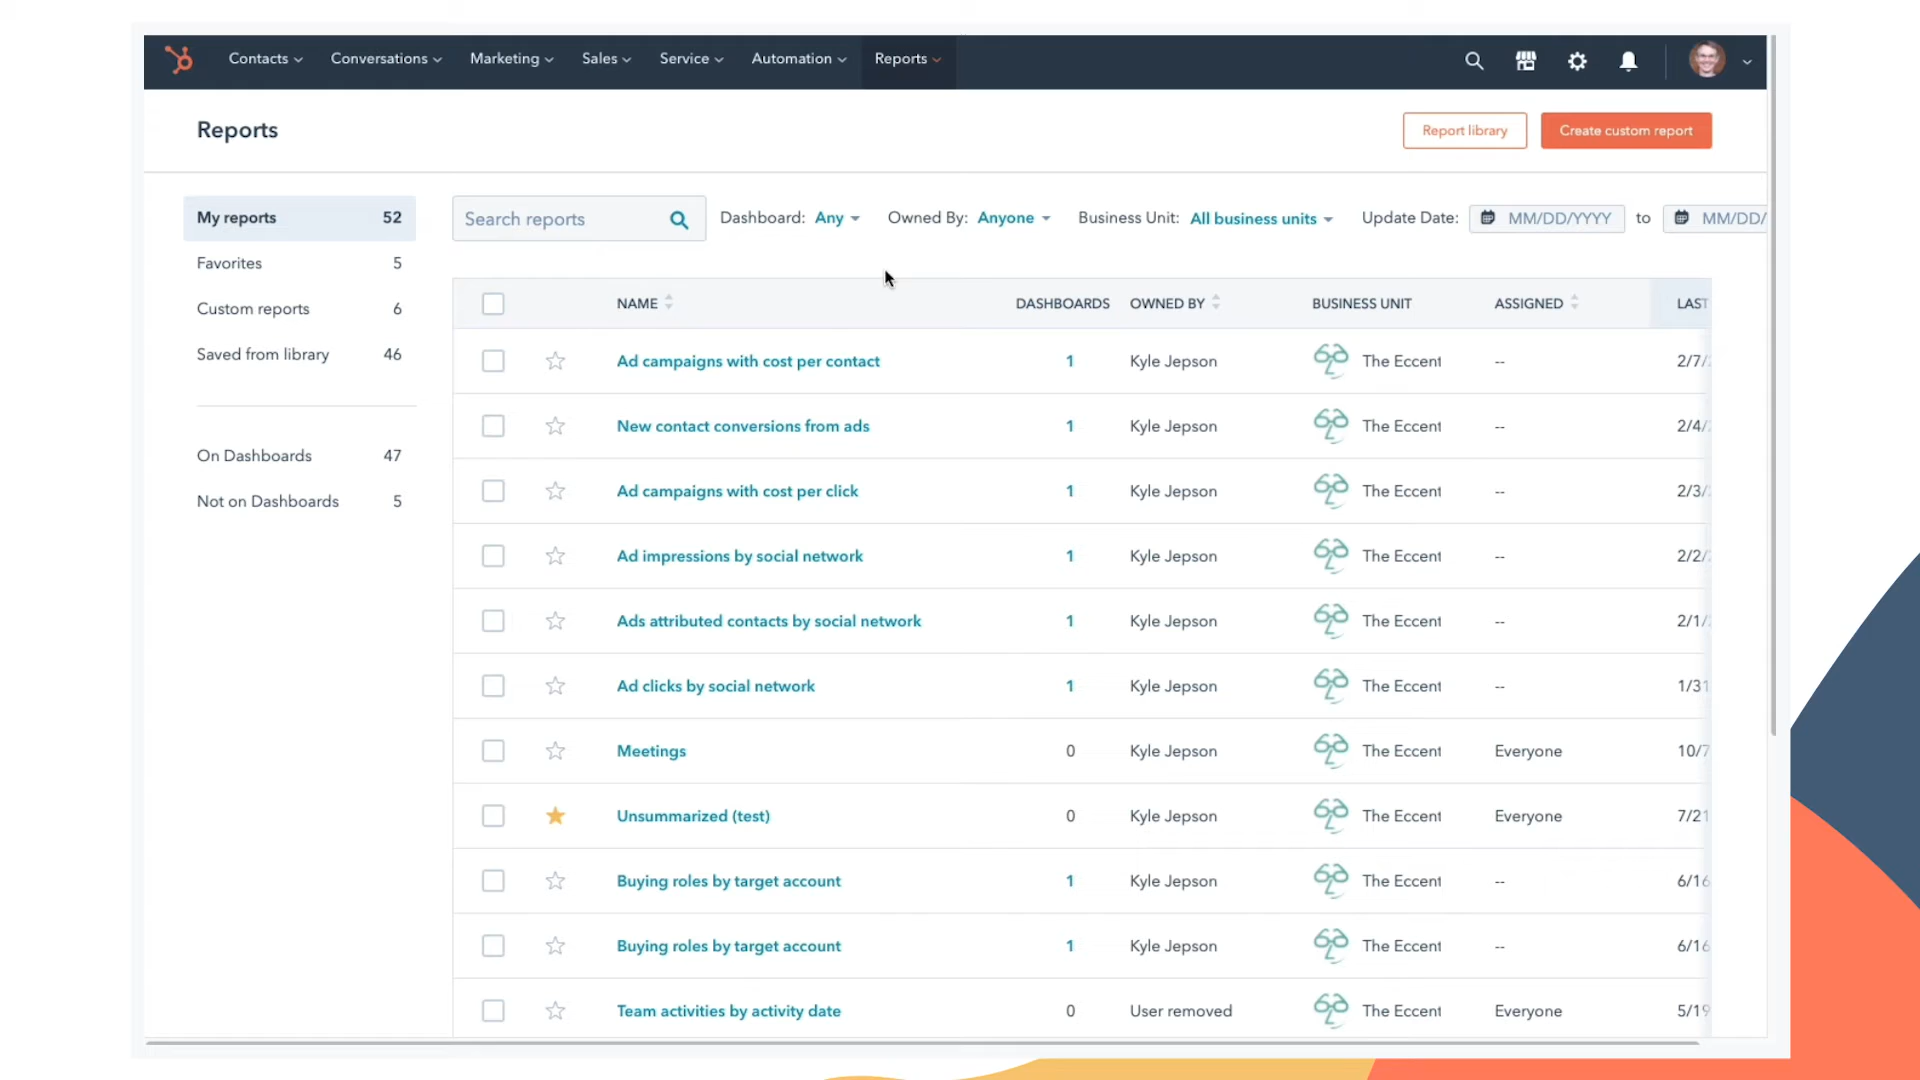 Contacts Conversations Marketing Sales Service Automation Reports
Reports
Report library Create custom report
My reports 52
Favorites 5
Custom reports 6
Saved from library 46
On Dashboards 47
Not on Dashboards 5
Search reports Dashboard: Any Owned By: Anyone Business Unit: All business units Update Date: MM/DD/YYYY to MM/DD/
NAME DASHBOARDS OWNED BY BUSINESS UNIT ASSIGNED LAST
Ad campaigns with cost per contact 1 Kyle Jepson The Eccent -- 2/7/
New contact conversions from ads 1 Kyle Jepson The Eccent -- 2/4/
Ad campaigns with cost per click 1 Kyle Jepson The Eccent -- 2/3/
Ad impressions by social network 1 Kyle Jepson The Eccent -- 2/2/
Ads attributed contacts by social network 1 Kyle Jepson The Eccent -- 2/1/
Ad clicks by social network 1 Kyle Jepson The Eccent -- 1/31
Meetings 0 Kyle Jepson The Eccent Everyone 10/7
Unsummarized (test) 0 Kyle Jepson The Eccent Everyone 7/21
Buying roles by target account 1 Kyle Jepson The Eccent -- 6/16
Buying roles by target account 1 Kyle Jepson The Eccent -- 6/16
Team activities by activity date 0 User removed The Eccent Everyone 5/19